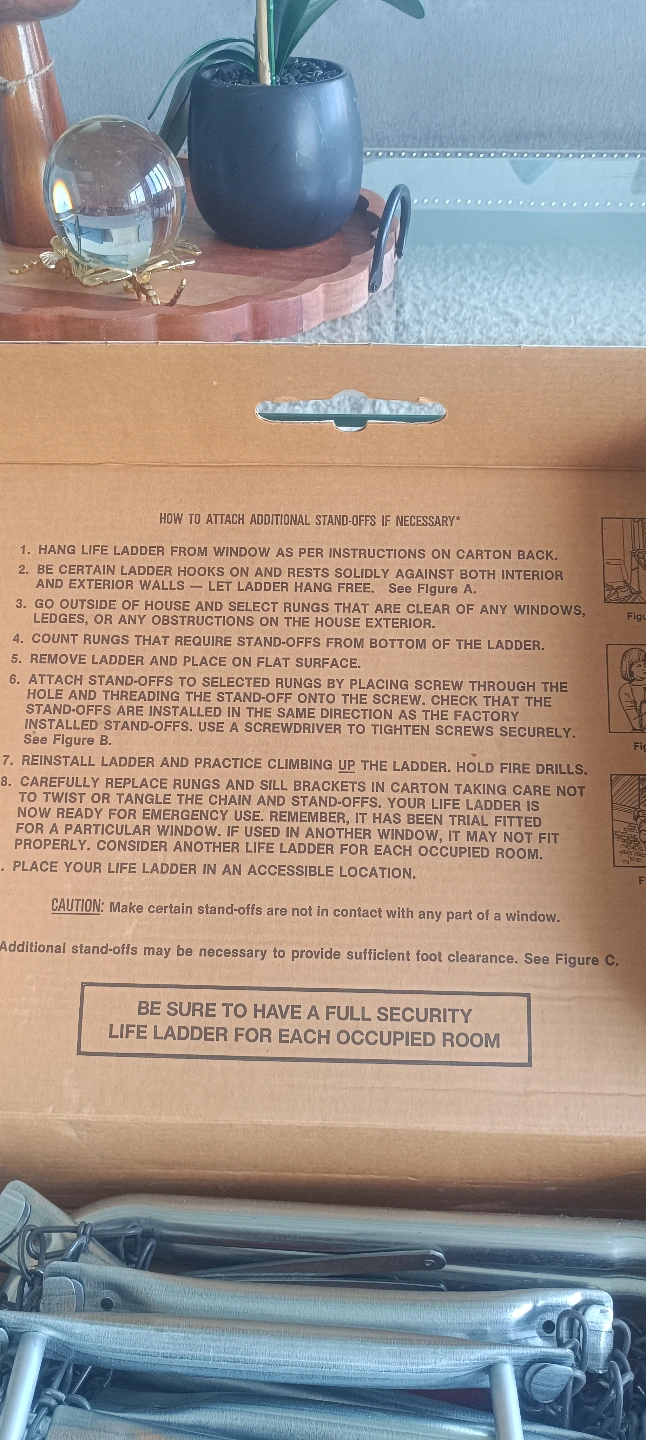 HOW TO ATTACH ADDITIONAL STAND-OFFS IF NECESSARY*
1. HANG LIFE LADDER FROM WINDOW AS PER INSTRUCTIONS ON CARTON BACK.
2. BE CERTAIN LADDER HOOKS ON AND RESTS SOLIDLY AGAINST BOTH INTERIOR
AND EXTERIOR WALLS — LET LADDER HANG FREE. See Figure A.
3. GO OUTSIDE OF HOUSE AND SELECT RUNGS THAT ARE CLEAR OF ANY WINDOWS,
LEDGES, OR ANY OBSTRUCTIONS ON THE HOUSE EXTERIOR.
4. COUNT RUNGS THAT REQUIRE STAND-OFFS FROM BOTTOM OF THE LADDER.
5. REMOVE LADDER AND PLACE ON FLAT SURFACE.
6. ATTACH STAND-OFFS TO SELECTED RUNGS BY PLACING SCREW THROUGH THE
HOLE AND THREADING THE STAND-OFF ONTO THE SCREW. CHECK THAT THE
STAND-OFFS ARE INSTALLED IN THE SAME DIRECTION AS THE FACTORY
INSTALLED STAND-OFFS. USE A SCREWDRIVER TO TIGHTEN SCREWS SECURELY.
See Figure B.
7. REINSTALL LADDER AND PRACTICE CLIMBING UP THE LADDER. HOLD FIRE DRILLS.
8. CAREFULLY REPLACE RUNGS AND SILL BRACKETS IN CARTON TAKING CARE NOT
TO TWIST OR TANGLE THE CHAIN AND STAND-OFFS. YOUR LIFE LADDER IS
NOW READY FOR EMERGENCY USE. REMEMBER, IT HAS BEEN TRIAL FITTED
FOR A PARTICULAR WINDOW. IF USED IN ANOTHER WINDOW, IT MAY NOT FIT
PROPERLY. CONSIDER ANOTHER LIFE LADDER FOR EACH OCCUPIED ROOM.
. PLACE YOUR LIFE LADDER IN AN ACCESSIBLE LOCATION.
CAUTION: Make certain stand-offs are not in contact with any part of a window.
Additional stand-offs may be necessary to provide sufficient foot clearance. See Figure C.
BE SURE TO HAVE A FULL SECURITY
LIFE LADDER FOR EACH OCCUPIED ROOM